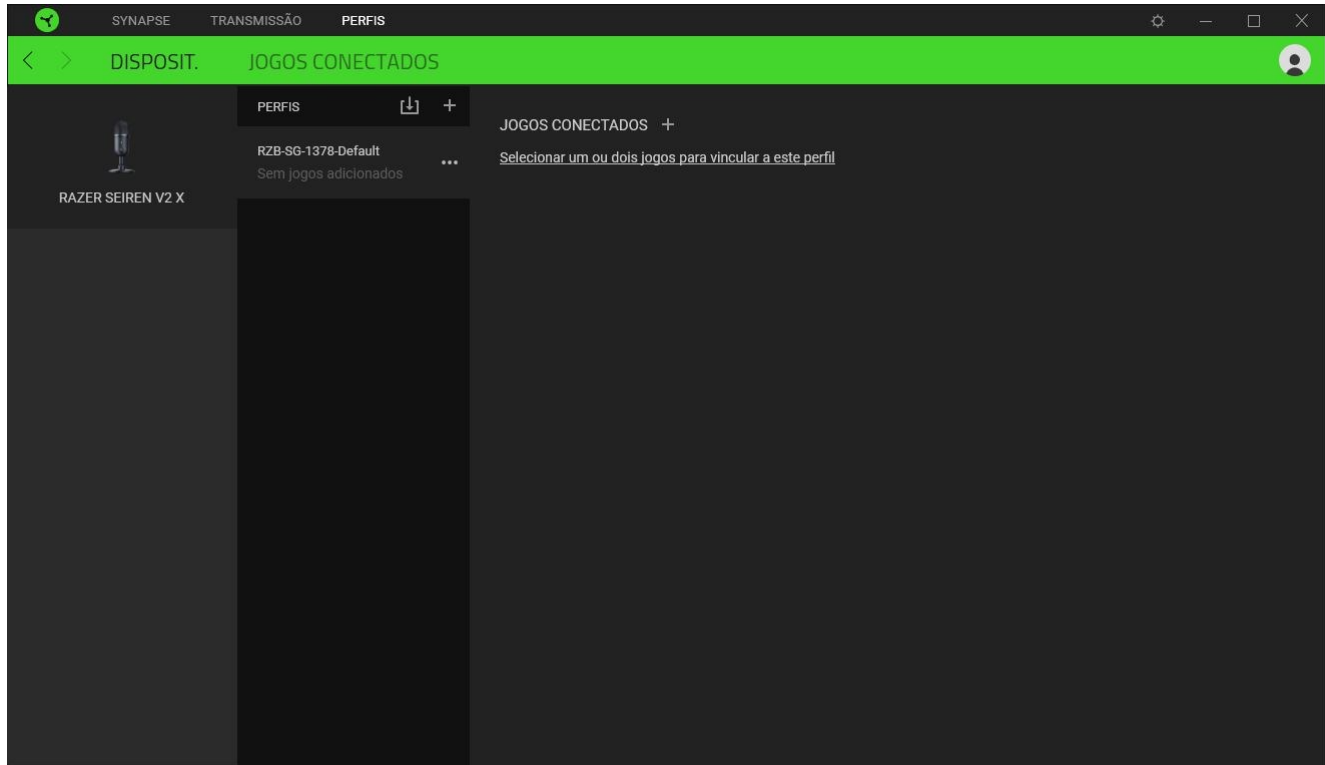 SYNAPSE TRANSMISSÃO PERFIS
DISPOSIT. JOGOS CONECTADOS
PERFIS
JOGOS CONECTADOS
RZB-SG-1378-Default
Sem jogos adicionados
Selecionar um ou dois jogos para vincular a este perfil
RAZER SEIREN V2 X